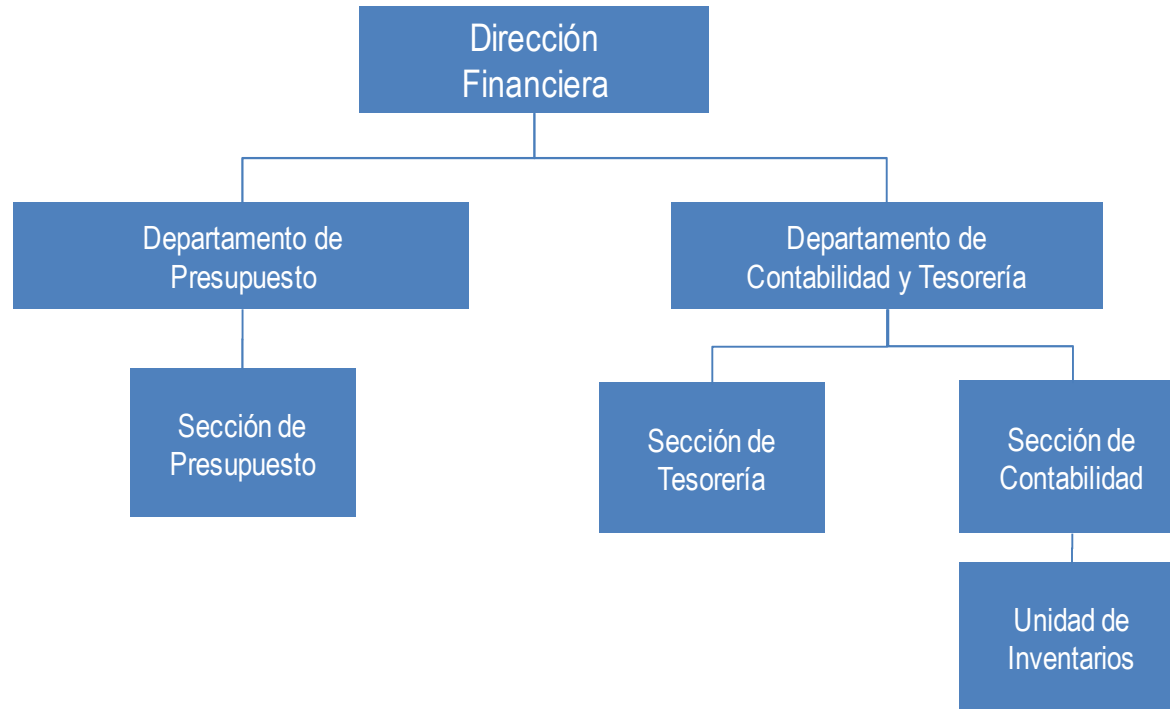 Dirección
Financiera
Departamento de
Presupuesto
Departamento de
Contabilidad y Tesorería
Sección de
Presupuesto
Sección de
Tesorería
Sección de
Contabilidad
Unidad de
Inventarios